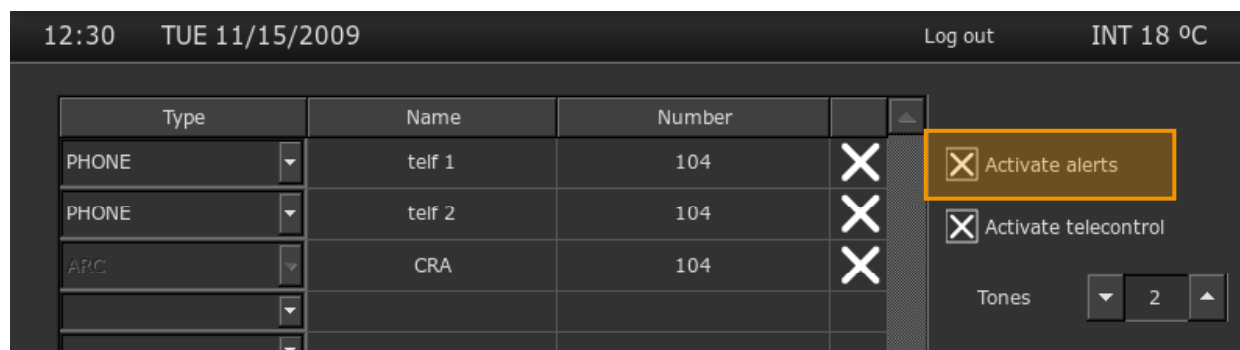 12:30 TUE 11/15/2009 Log out INT 18 ºC
Type Name Number
PHONE telf 1 104 Activate alerts
PHONE telf 2 104 Activate telecontrol
ARC CRA 104
Tones 2